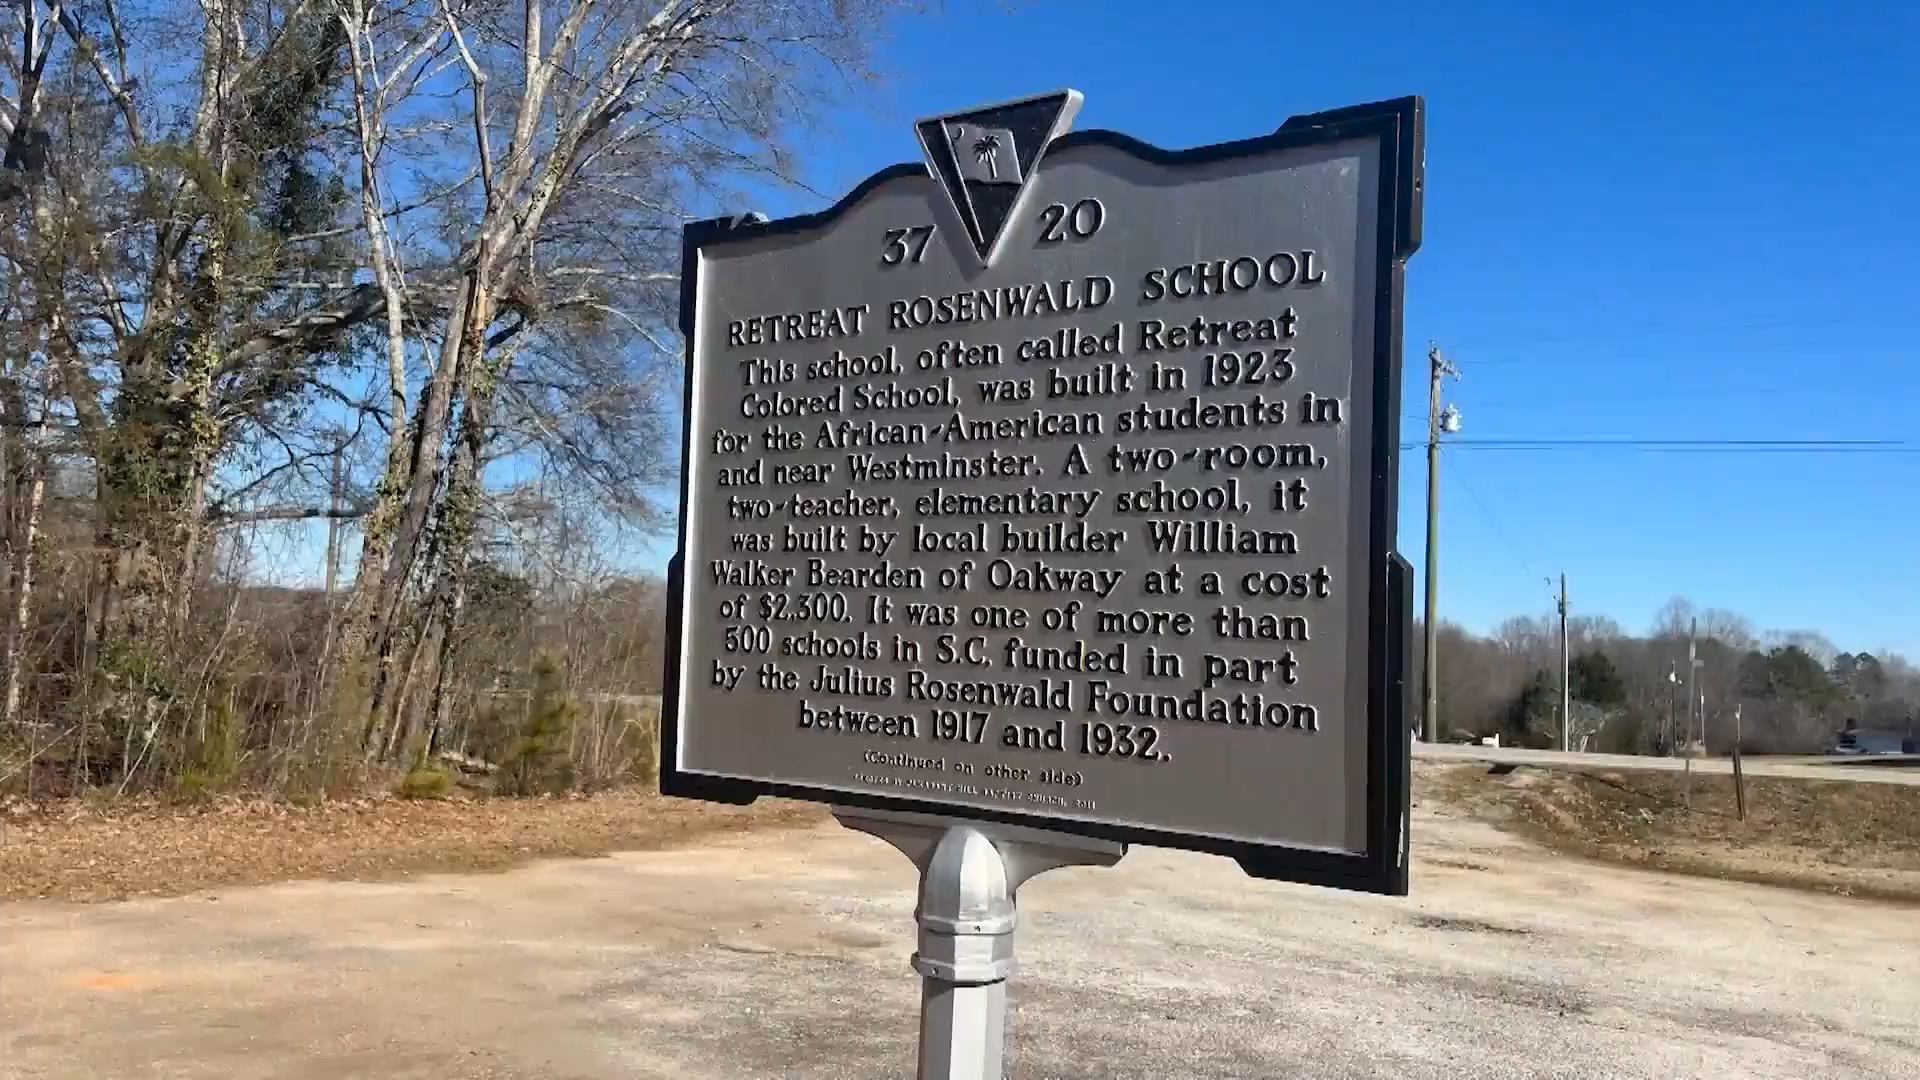 37 20
RETREAT ROSENWALD SCHOOL
This school, often called Retreat
Colored School, was built in 1923
for the African-American students in
and near Westminster. A two-room,
two-teacher, elementary school, it
was built by local builder William
Walker Bearden of Oakway at a cost
of $2,300. It was one of more than
500 schools in S.C. funded in part
by the Julius Rosenwald Foundation
between 1917 and 1932.
(Continued on other side)